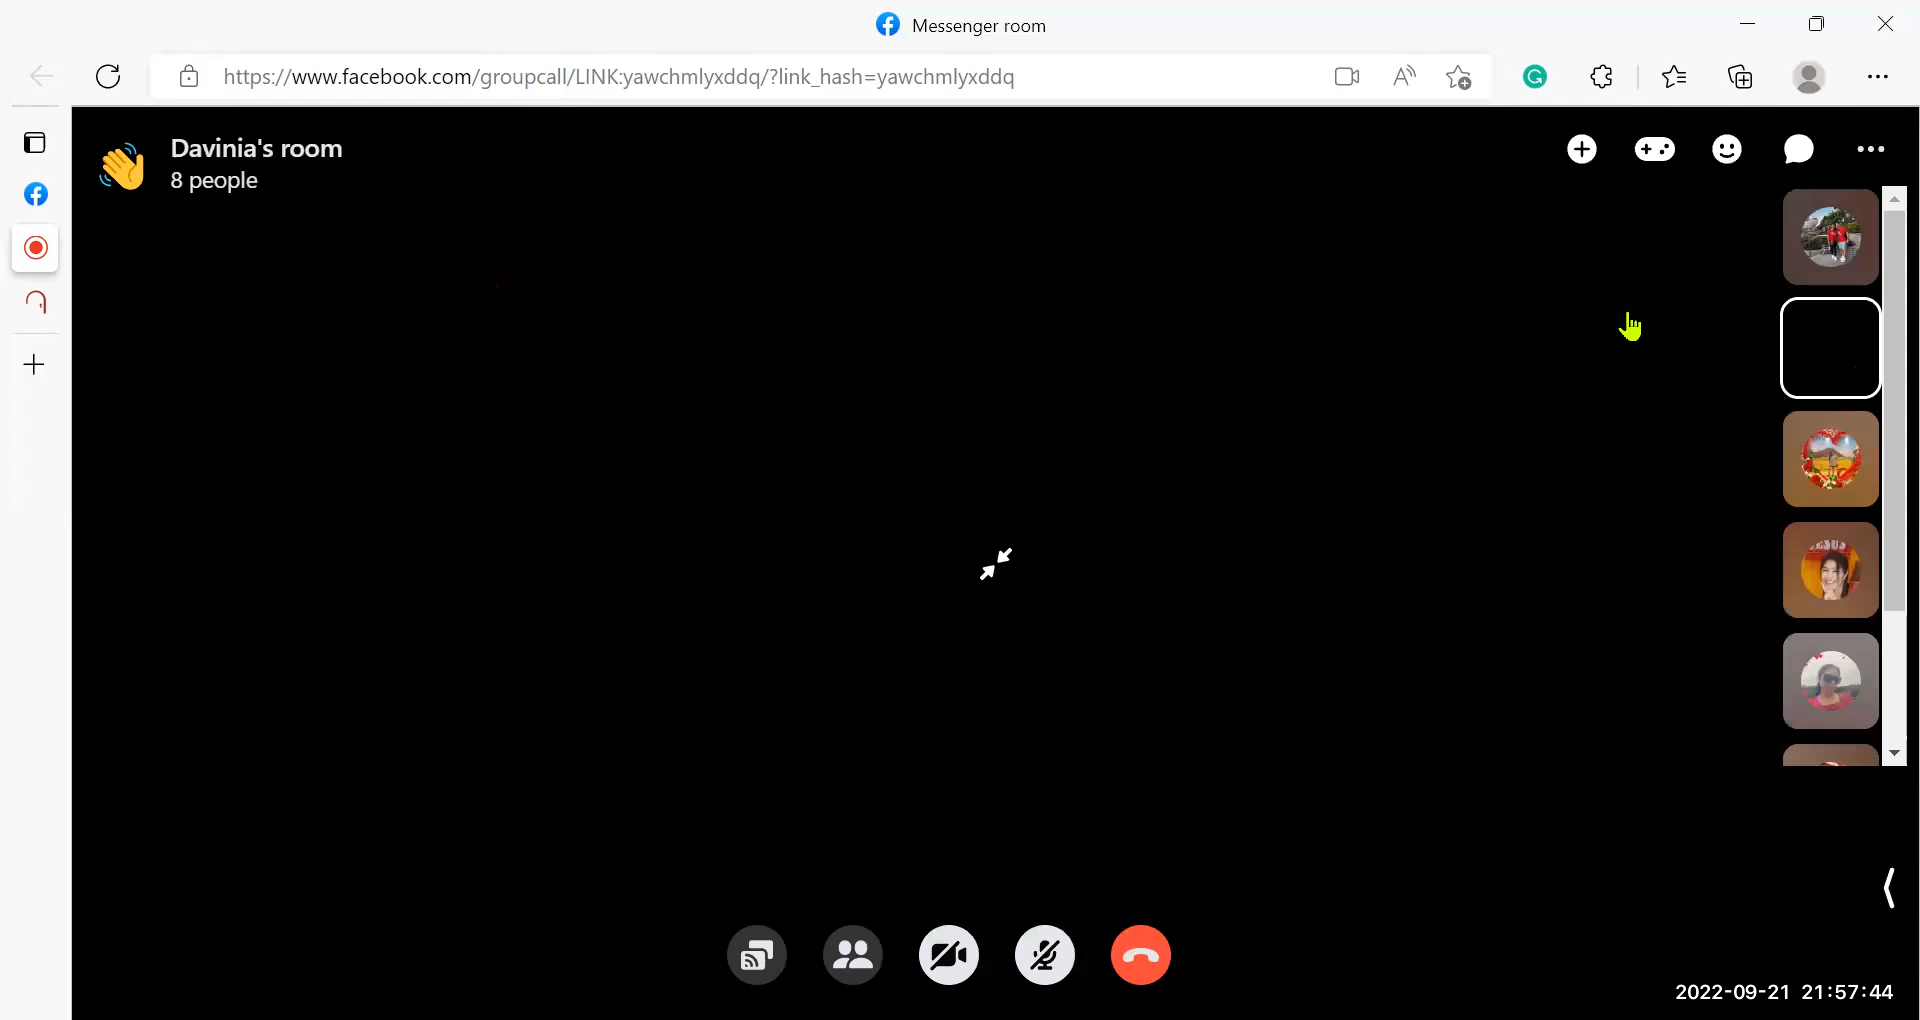 Messenger room
https://www.facebook.com/groupcall/LINK:yawchmlyxddq/?link_hash=yawchmlyxddq
Davinia's room
8 people
JESUS
2022-09-21 21:57:44